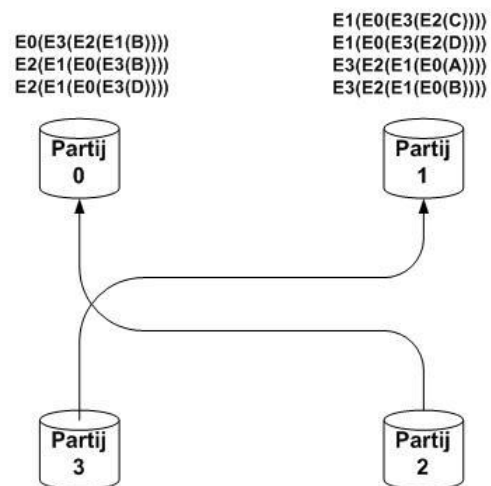 E0(E3(E2(E1(B))))
E2(E1(E0(E3(B))))
E2(E1(E0(E3(D))))
E1(E0(E3(E2(C))))
E1(E0(E3(E2(D))))
E3(E2(E1(E0(A))))
E3(E2(E1(E0(B))))
Partij
0
Partij
1
Partij
3
Partij
2